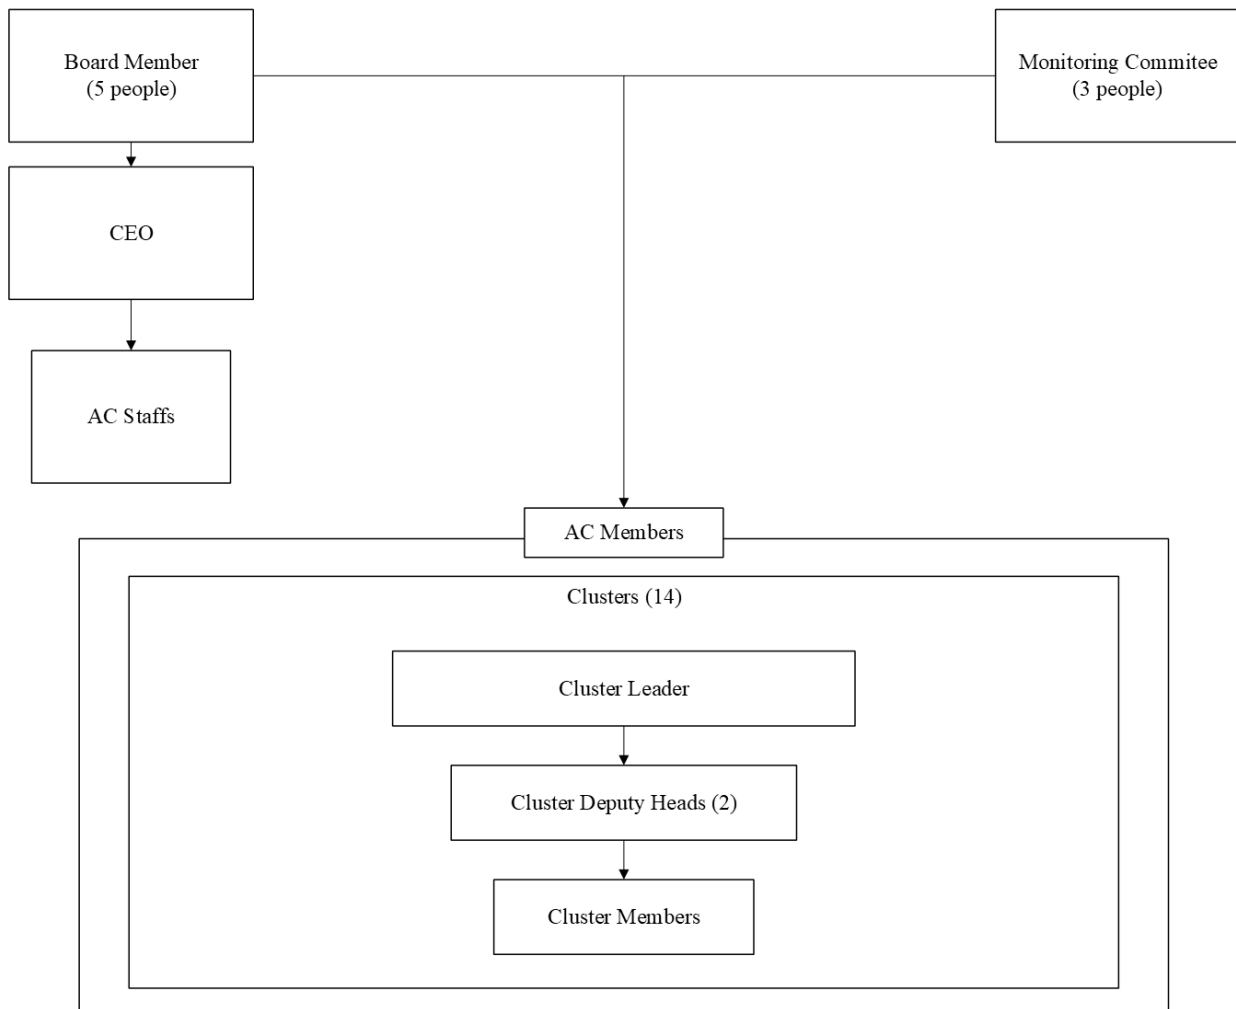 Board Member
(5 people)
Monitoring Commitee
(3 people)
CEO
AC Staffs
AC Members
Clusters (14)
Cluster Leader
Cluster Deputy Heads (2)
Cluster Members